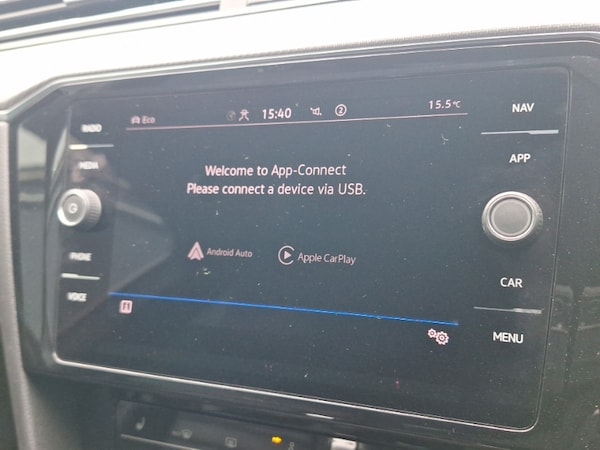 Eco
15:40
2
15.5°C
RADIO
MEDIA
PHONE
VOICE
Welcome to App-Connect
Please connect a device via USB.
Android Auto
Apple CarPlay
NAV
APP
CAR
MENU